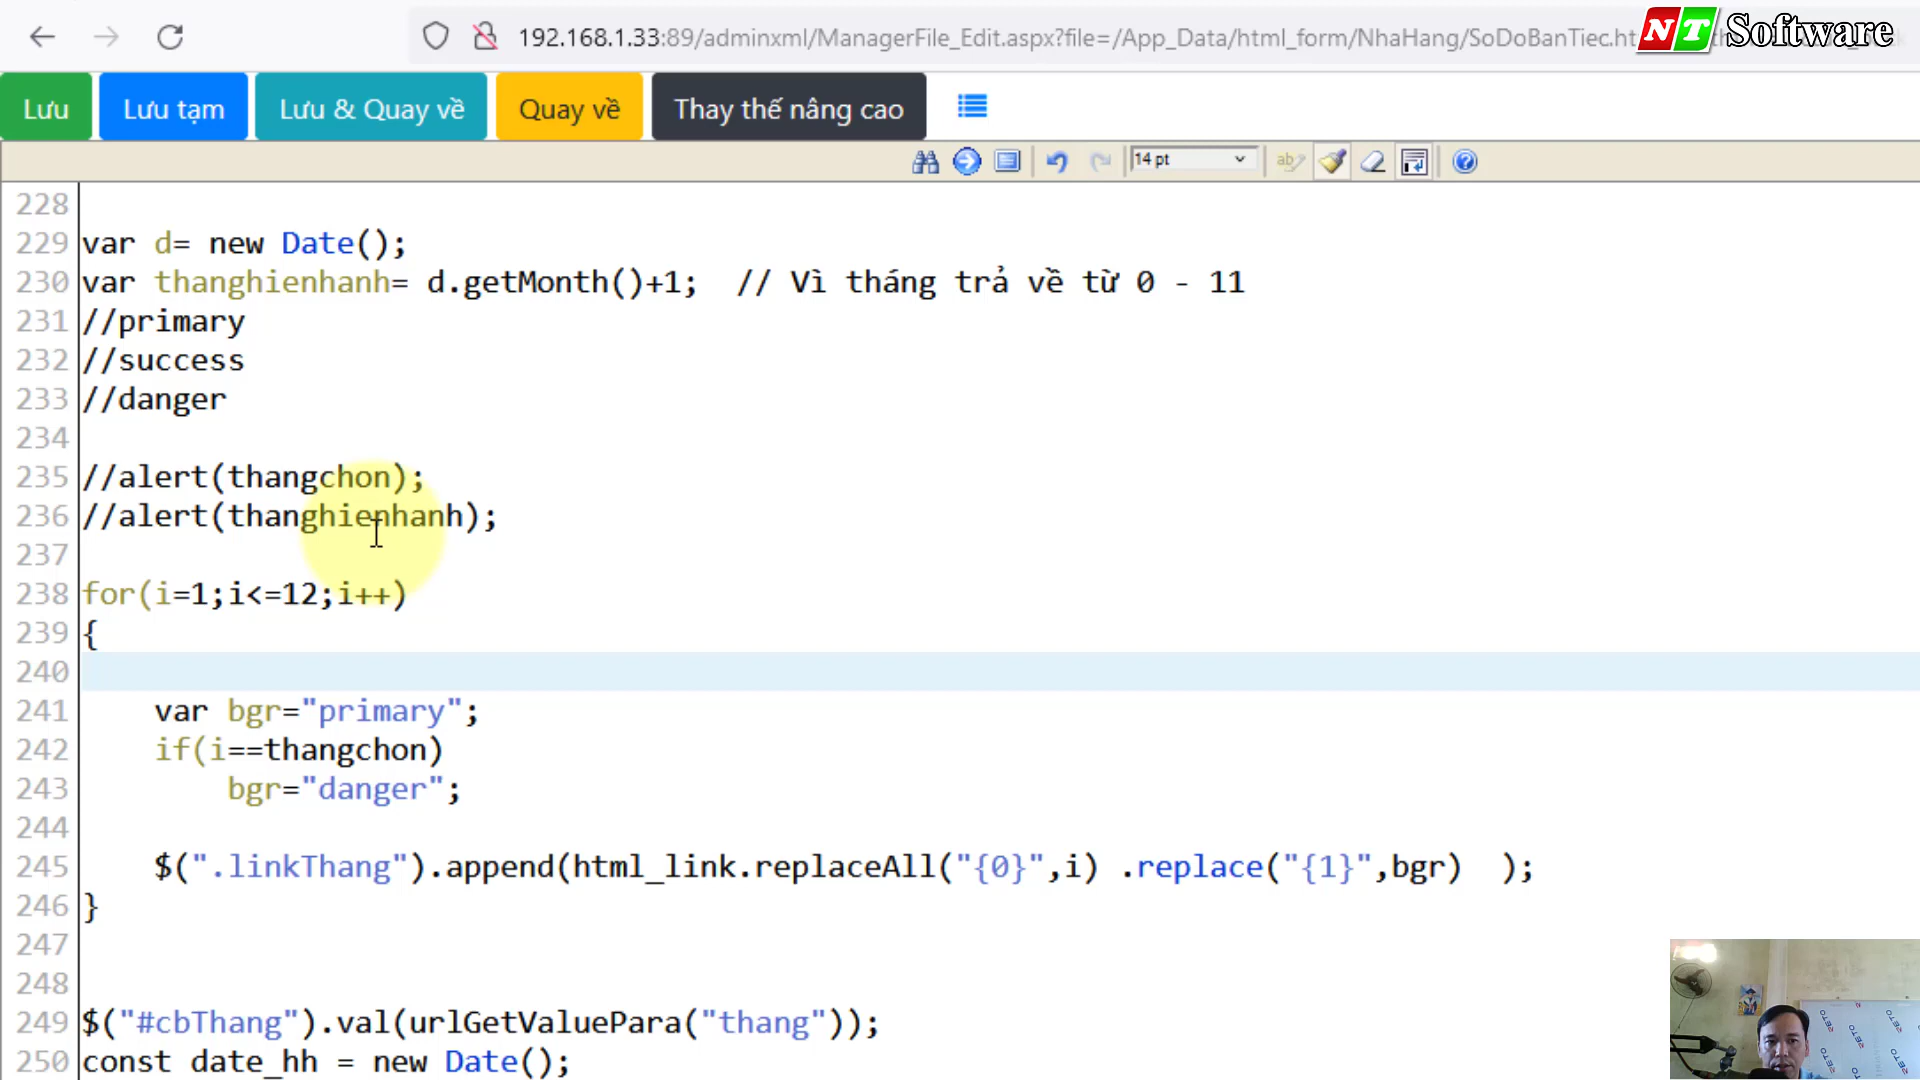 192.168.1.33:89/adminxml/ManagerFile_Edit.aspx?file=/App_Data/html_form/NhaHang/SoDoBanTiec.ht
NT Software
Lưu
Lưu tạm
Lưu & Quay về
Quay về
Thay thế nâng cao
14 pt
228
229 var d= new Date();
230 var thanghienhanh= d.getMonth()+1;  // Vì tháng trả về từ 0 - 11
231 //primary
232 //success
233 //danger
234
235 //alert(thangchon);
236 //alert(thanghienhanh);
237
238 for(i=1;i<=12;i++)
239 {
240
241     var bgr="primary";
242     if(i==thangchon)
243         bgr="danger";
244
245     $(".linkThang").append(html_link.replaceAll("{0}",i) .replace("{1}",bgr)  );
246 }
247
248
249 $("#cbThang").val(urlGetValuePara("thang"));
250 const date_hh = new Date();